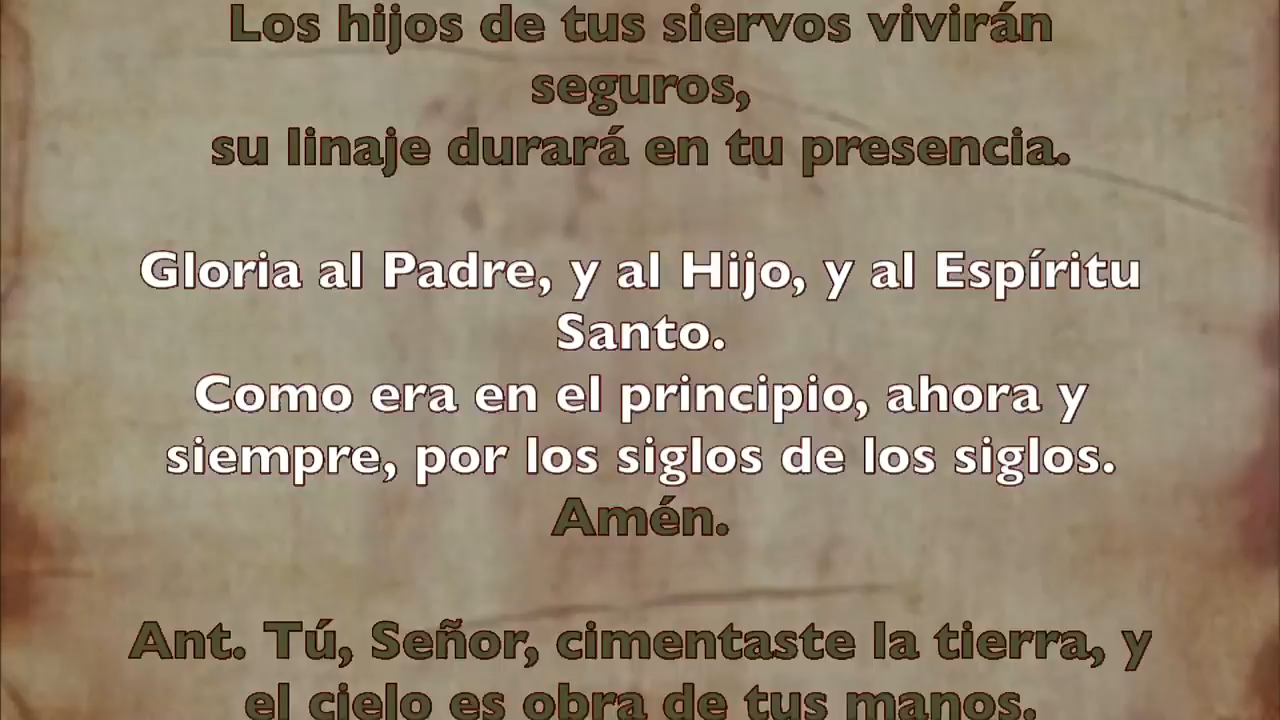 Los hijos de tus siervos vivirán
seguros,
su linaje durará en tu presencia.
Gloria al Padre, y al Hijo, y al Espíritu
Santo.
Como era en el principio, ahora y
siempre, por los siglos de los siglos.
Amén.
Ant. Tú, Señor, cimentaste la tierra, y
el cielo es obra de tus manos.